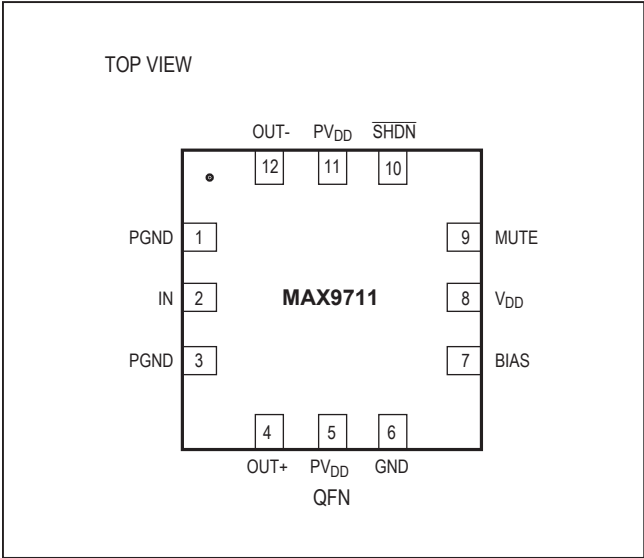 TOP VIEW
OUT- PVDD SHDN
12 11 10
PGND 1 9 MUTE
IN 2 MAX9711 8 VDD
PGND 3 7 BIAS
4 5 6
OUT+ PVDD GND
QFN